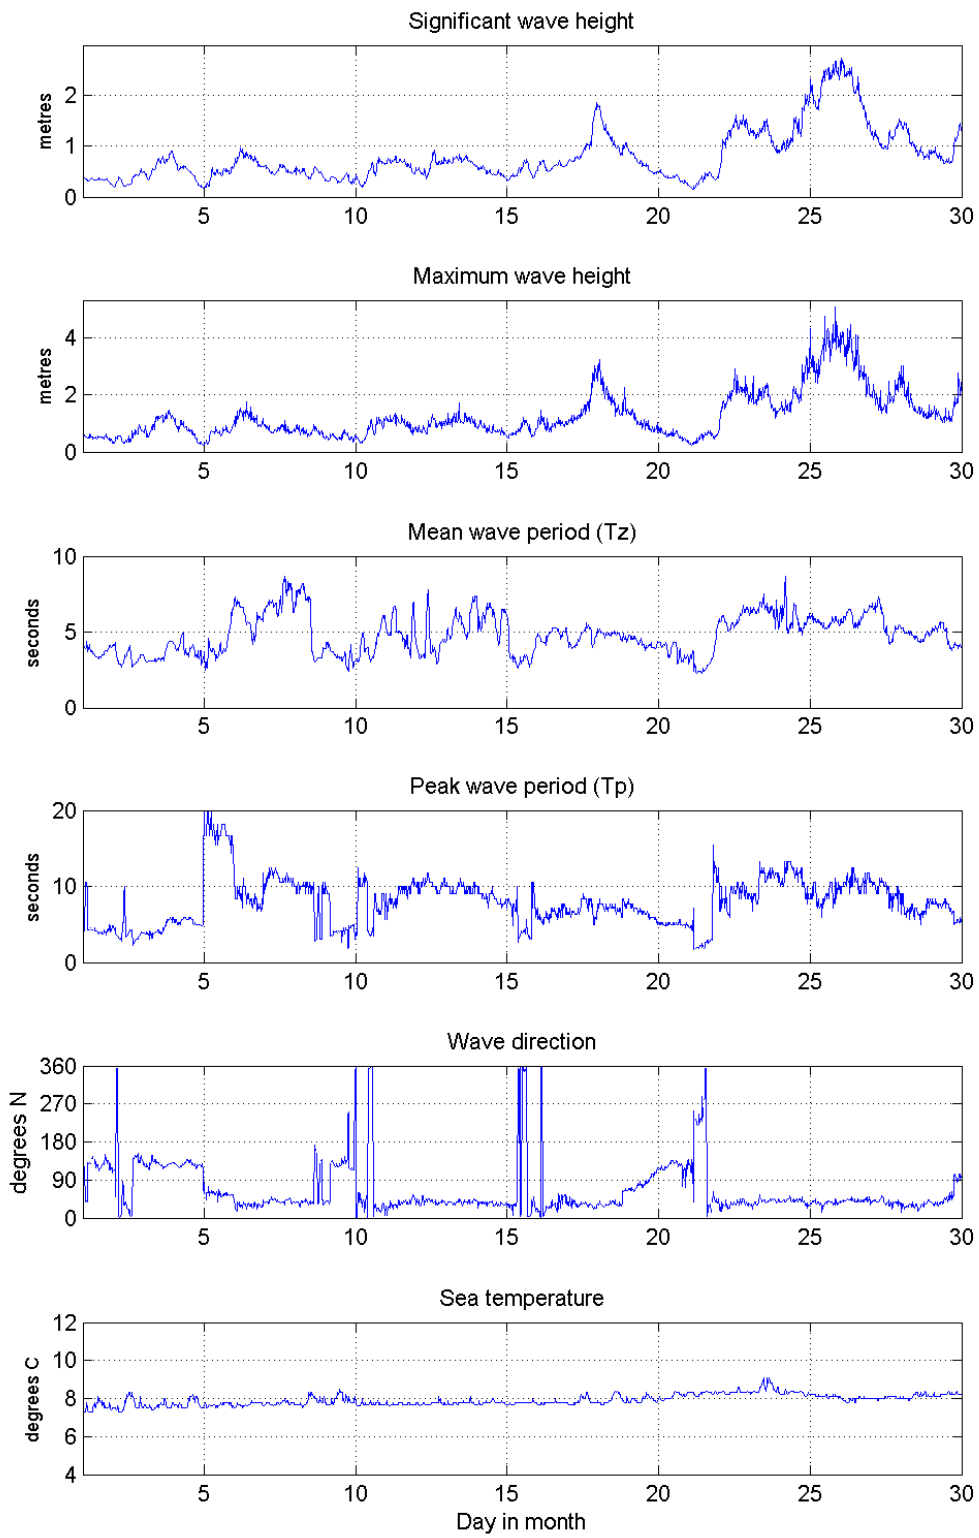 Significant wave height
metres
2
1
0
5 10 15 20 25 30
Maximum wave height
metres
4
2
0
5 10 15 20 25 30
Mean wave period (Tz)
seconds
10
5
0
5 10 15 20 25 30
Peak wave period (Tp)
seconds
20
10
0
5 10 15 20 25 30
Wave direction
degrees N
360
270
180
90
0
5 10 15 20 25 30
Sea temperature
degrees C
12
10
8
6
4
5 10 15 20 25 30
Day in month